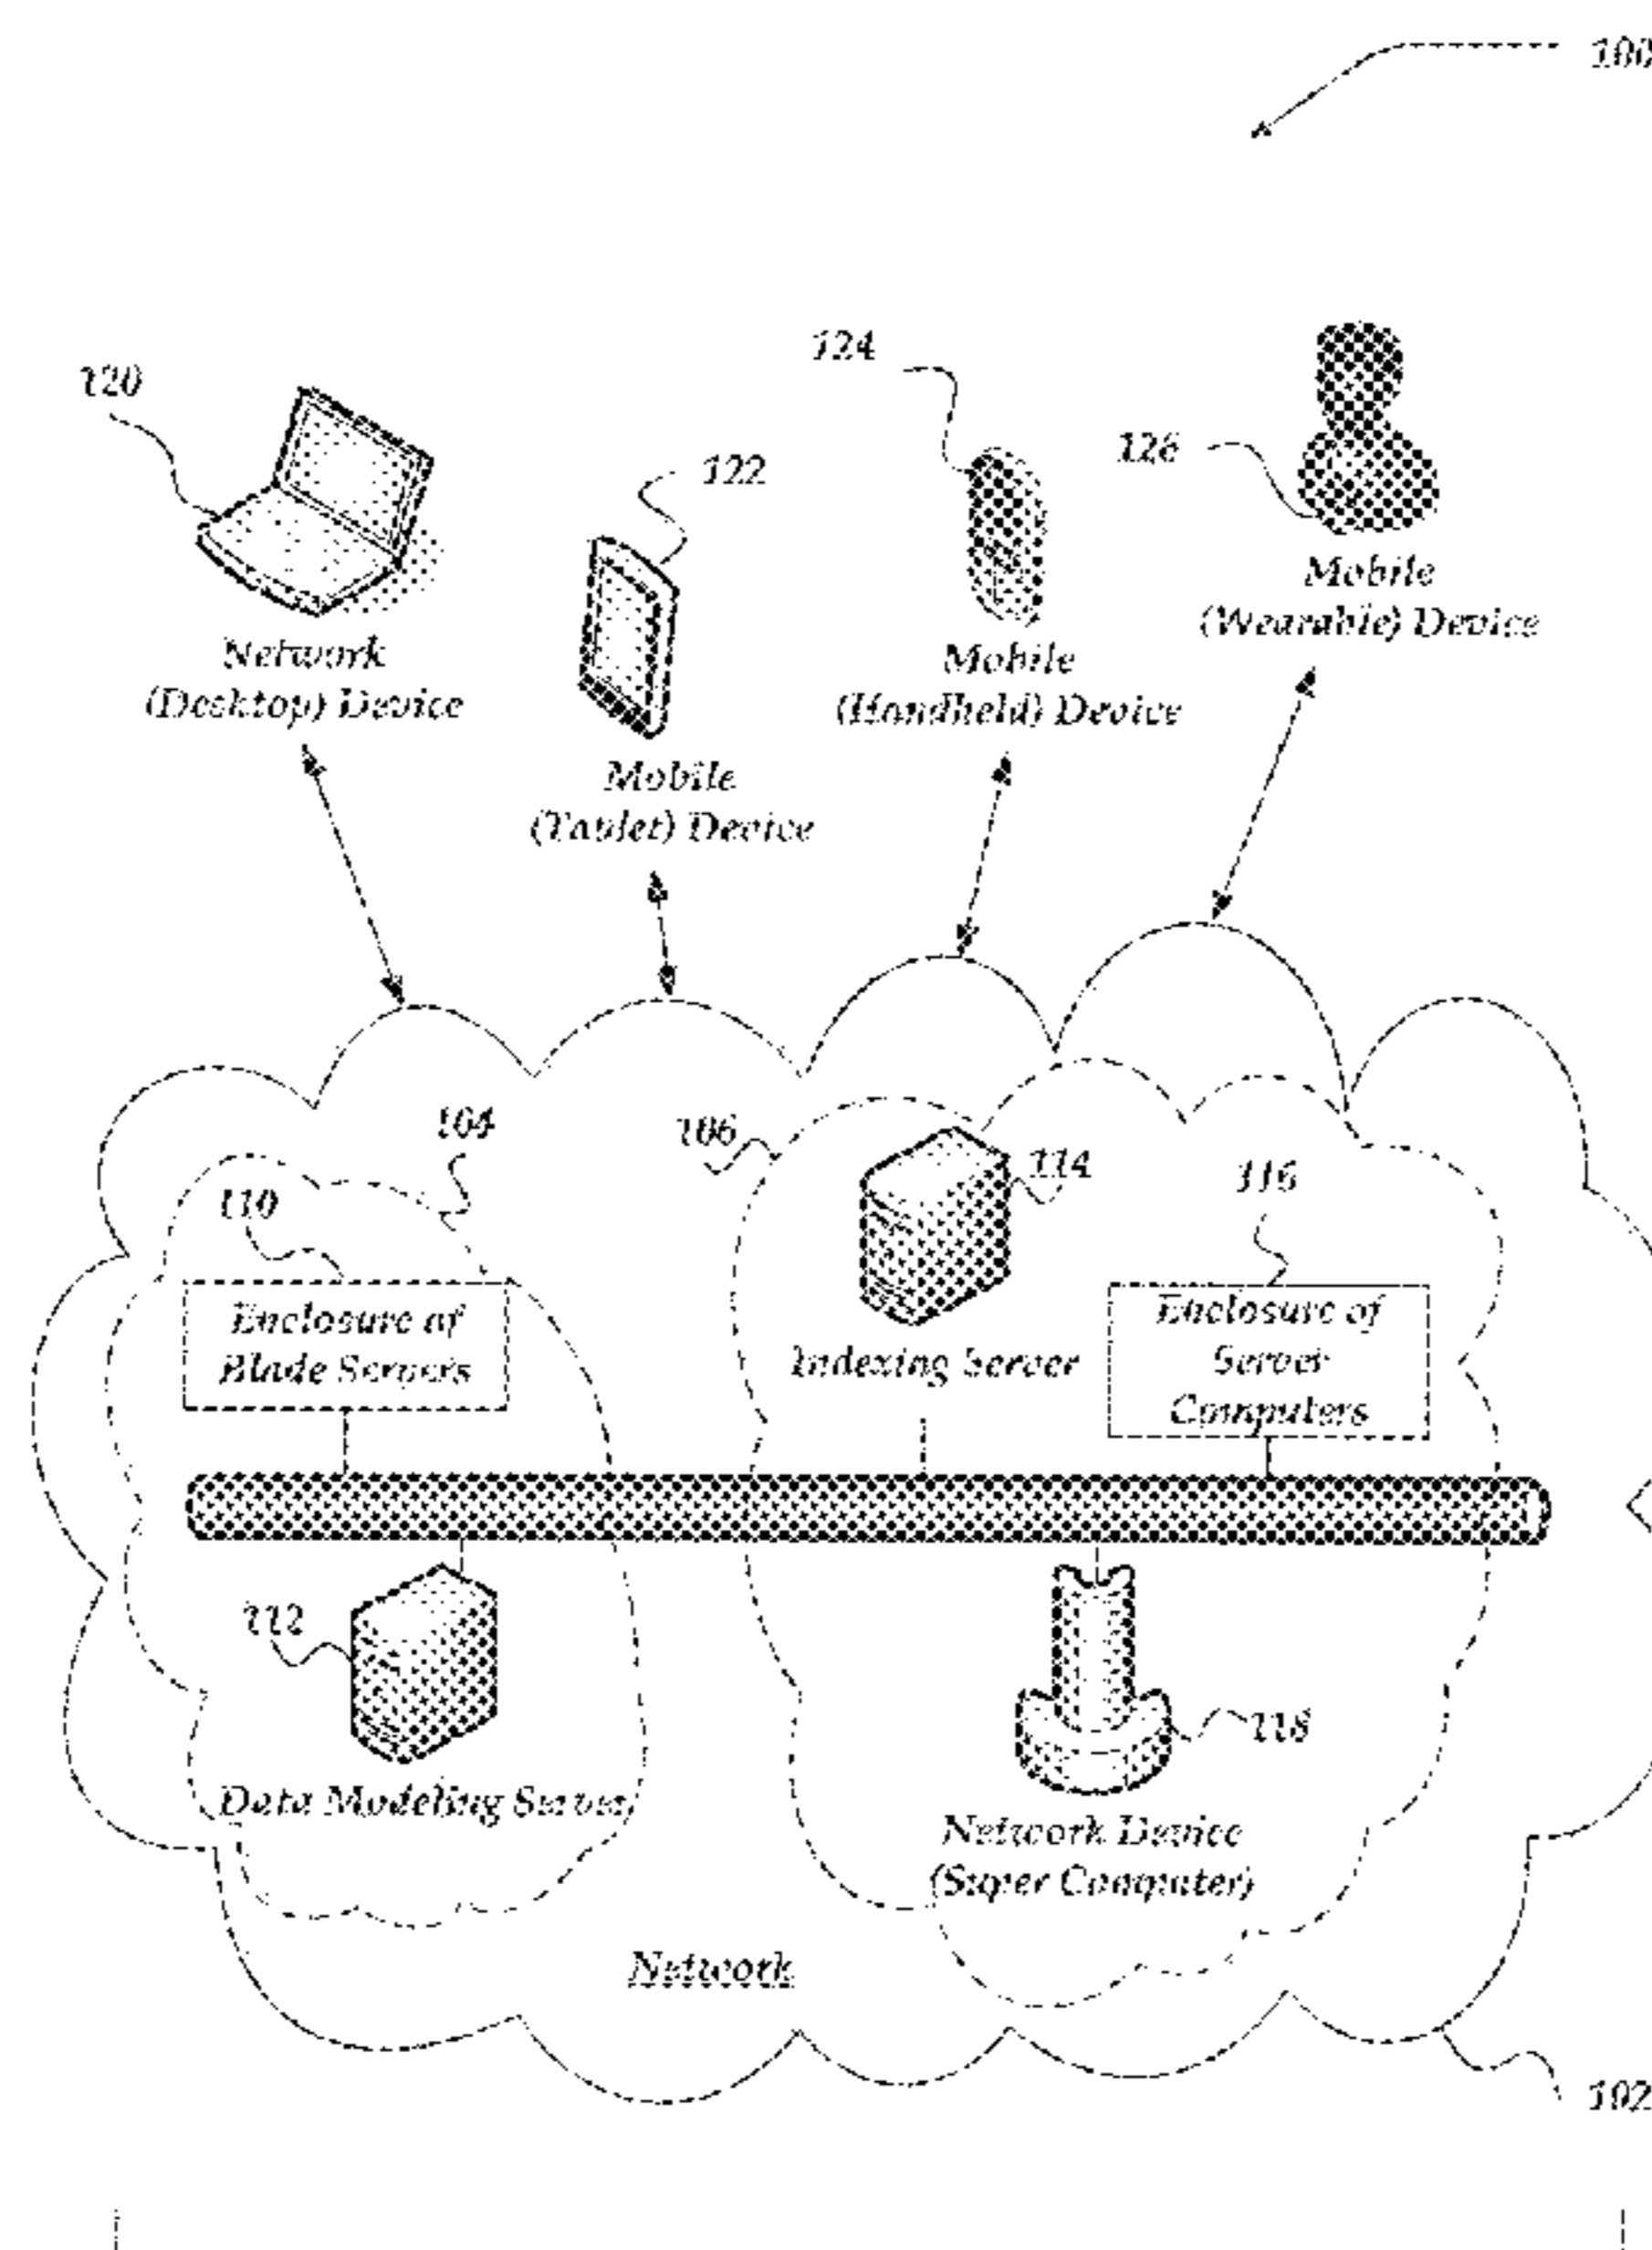 100
124
120
126
122
Mobile
(Wearable) Device
Network
(Desktop) Device
Mobile
(Handheld) Device
Mobile
(Tablet) Device
104
106
114
116
110
Enclosure of
Blade Servers
Indexing Server
Enclosure of
Server
Computers
112
118
Data Modeling Server
Network Device
(Super Computer)
Network
102